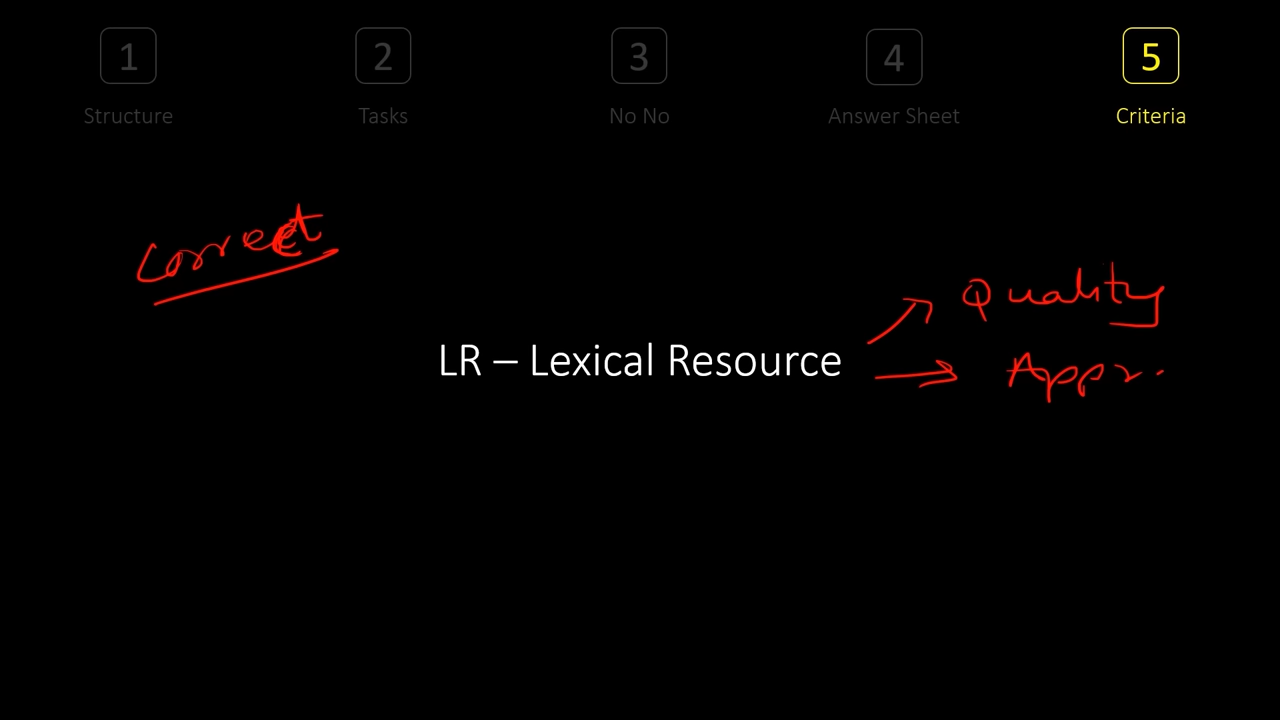 1 2 3 4 5
Structure Tasks No No Answer Sheet Criteria
Correct
Quality
LR – Lexical Resource
Appr.